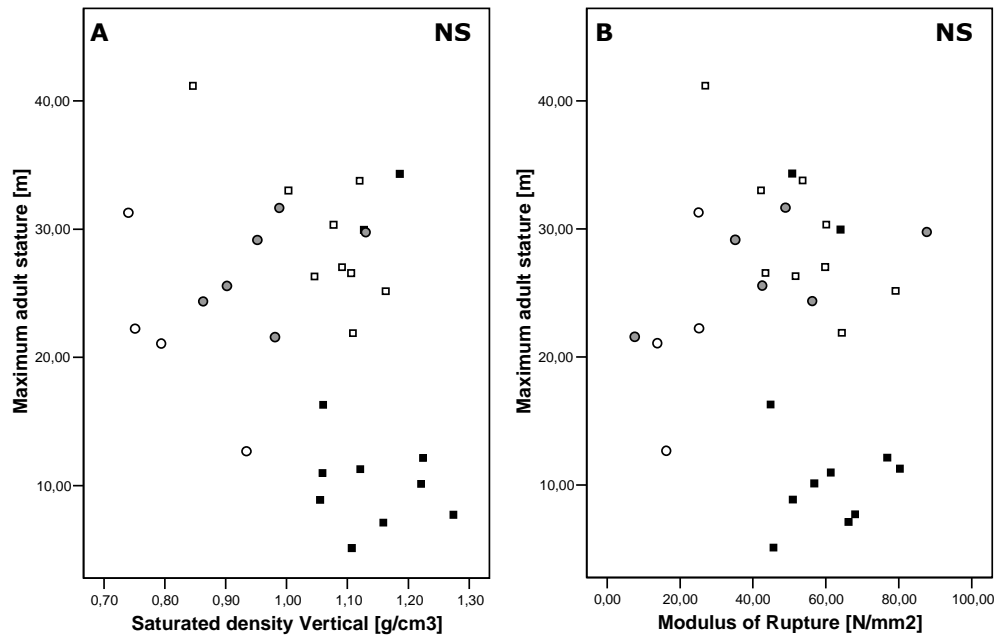 A NS
40,00
30,00
20,00
10,00
Maximum adult stature [m]
0,70 0,80 0,90 1,00 1,10 1,20 1,30
Saturated density Vertical [g/cm3]
B NS
40,00
30,00
20,00
10,00
Maximum adult stature [m]
0,00 20,00 40,00 60,00 80,00 100,00
Modulus of Rupture [N/mm2]